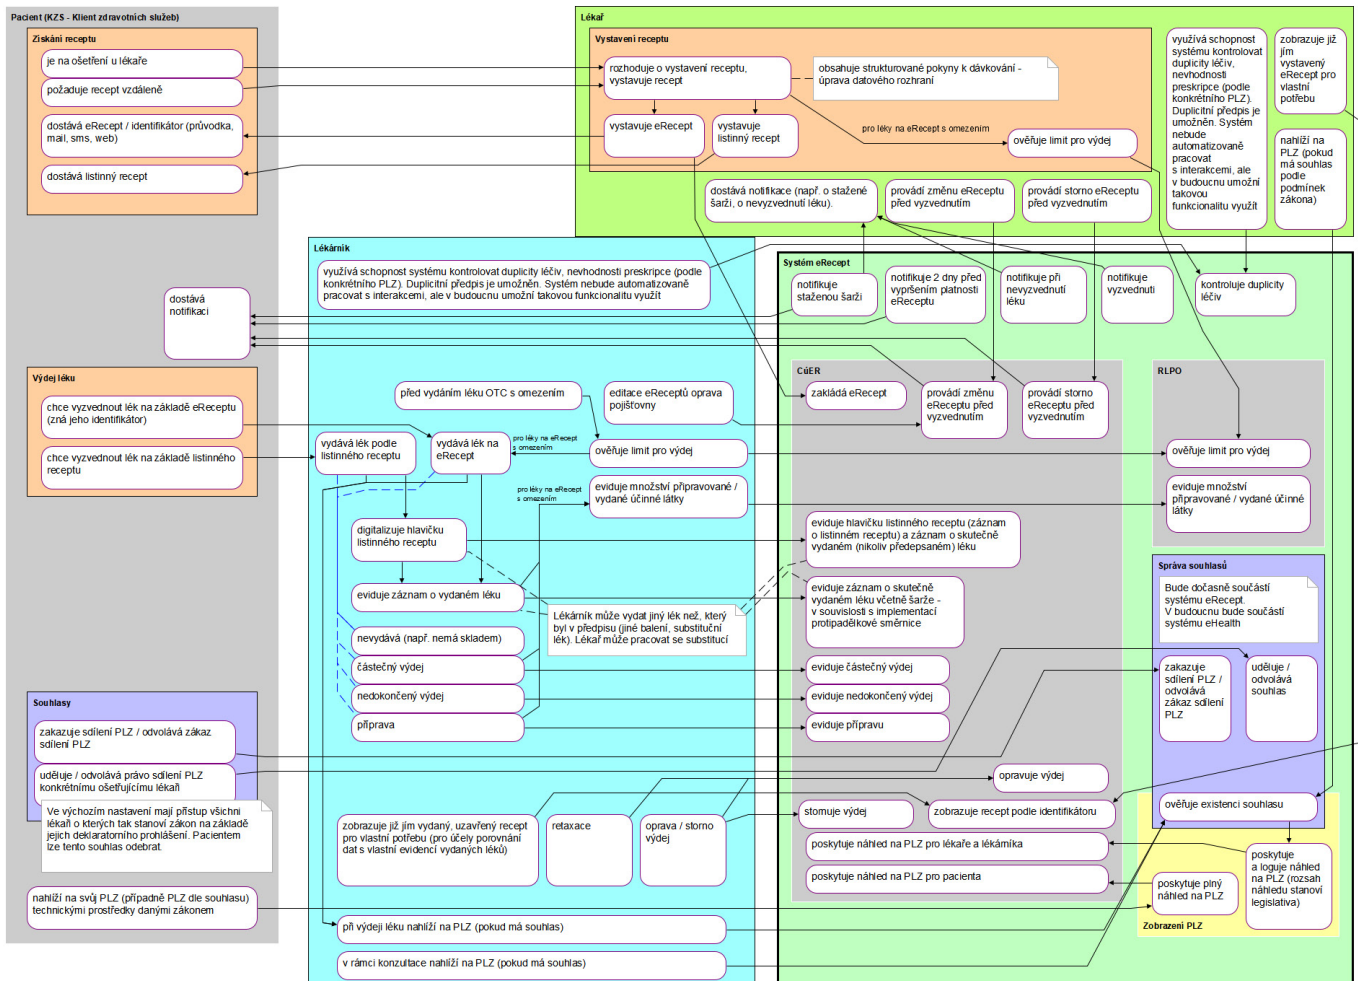 Pacient (KZS - Klient zdravotních služeb)
Získání receptu
je na ošetření u lékaře
požaduje recept vzdáleně
dostává eRecept / identifikátor (průvodka,
mail, sms, web)
dostává listinný recept
dostává
notifikaci
Výdej léku
chce vyzvednout lék na základě eReceptu
(zná jeho identifikátor)
chce vyzvednout lék na základě listinného
receptu
Souhlasy
zakazuje sdílení PLZ / odvolává zákaz
sdílení PLZ
uděluje / odvolává právo sdílení PLZ
konkrétnímu ošetřujícímu lékaři
Ve výchozím nastavení mají přístup všichni
lékaři o kterých tak stanoví zákon na základě
jejich deklaratorního prohlášení. Pacientem
lze tento souhlas odebrat.
nahlíží na svůj PLZ (případně PLZ dle souhlasu)
technickými prostředky danými zákonem
Lékař
Vystavení receptu
rozhoduje o vystavení receptu,
vystavuje recept
obsahuje strukturované pokyny k dávkování -
úprava datového rozhraní
vystavuje eRecept
vystavuje
listinný recept
pro léky na eRecept s omezením
ověřuje limit pro výdej
využívá schopnost
systému kontrolovat
duplicity léčiv,
nevhodnosti
preskripce (podle
konkrétního PLZ).
Duplicitní předpis je
umožněn. Systém
nebude
automatizovaně
pracovat
s interakcemi, ale
v budoucnu umožní
takovou
funkcionalitu využít
zobrazuje již
jím
vystavený
eRecept pro
vlastní
potřebu
nahlíží na
PLZ (pokud
má souhlas
podle
podmínek
zákona)
dostává notifikace (např. o stažené
šarži, o nevyzvednutí léku).
provádí změnu eReceptu
před vyzvednutím
provádí storno eReceptu
před vyzvednutím
Lékárník
využívá schopnost systému kontrolovat duplicity léčiv, nevhodnosti preskripce (podle
konkrétního PLZ). Duplicitní předpis je umožněn. Systém nebude automatizovaně
pracovat s interakcemi, ale v budoucnu umožní takovou funkcionalitu využít
před vydáním léku OTC s omezením
editace eReceptů oprava
pojišťovny
vydává lék podle
listinného receptu
vydává lék na
eRecept
pro léky na eRecept
s omezením
ověřuje limit pro výdej
pro léky na eRecept
s omezením
eviduje množství připravované /
vydané účinné látky
digitalizuje hlavičku
listinného receptu
eviduje záznam o vydaném léku
Lékárník může vydat jiný lék než, který
byl v předpisu (jiné balení, substituční
lék). Lékař může pracovat se substitucí
nevydává (např. nemá skladem)
částečný výdej
nedokončený výdej
příprava
zobrazuje již jím vydaný, uzavřený recept
pro vlastní potřebu (pro účely porovnání
dat s vlastní evidencí vydaných léků)
retaxace
oprava / storno
výdej
při výdeji léku nahlíží na PLZ (pokud má souhlas)
v rámci konzultace nahlíží na PLZ (pokud má souhlas)
Systém eRecept
notifikuje
staženou šarži
notifikuje 2 dny před
vypršením platnosti
eReceptu
notifikuje při
nevyzvednutí
léku
notifikuje
vyzvednuti
kontroluje duplicity
léčiv
CúER
zakládá eRecept
provádí změnu
eReceptu před
vyzvednutím
provádí storno
eReceptu před
vyzvednutím
eviduje hlavičku listinného receptu (záznam
o listinném receptu) a záznam o skutečně
vydaném (nikoliv předepsaném) léku
eviduje záznam o skutečně
vydaném léku včetně šarže -
v souvislosti s implementací
protipadělkové směrnice
eviduje částečný výdej
eviduje nedokončený výdej
eviduje přípravu
opravuje výdej
stornuje výdej
zobrazuje recept podle identifikátoru
poskytuje náhled na PLZ pro lékaře a lékárníka
poskytuje náhled na PLZ pro pacienta
RLPO
ověřuje limit pro výdej
eviduje množství
připravované / vydané účinné
látky
Správa souhlasů
Bude dočasně součástí
systému eRecept.
V budoucnu bude součástí
systému eHealth
zakazuje
sdílení PLZ /
odvolává
zákaz sdílení
PLZ
uděluje /
odvolává
souhlas
ověřuje existenci souhlasu
poskytuje
a loguje náhled
na PLZ (rozsah
náhledu stanoví
legislativa)
poskytuje plný
náhled na PLZ
Zobrazení PLZ